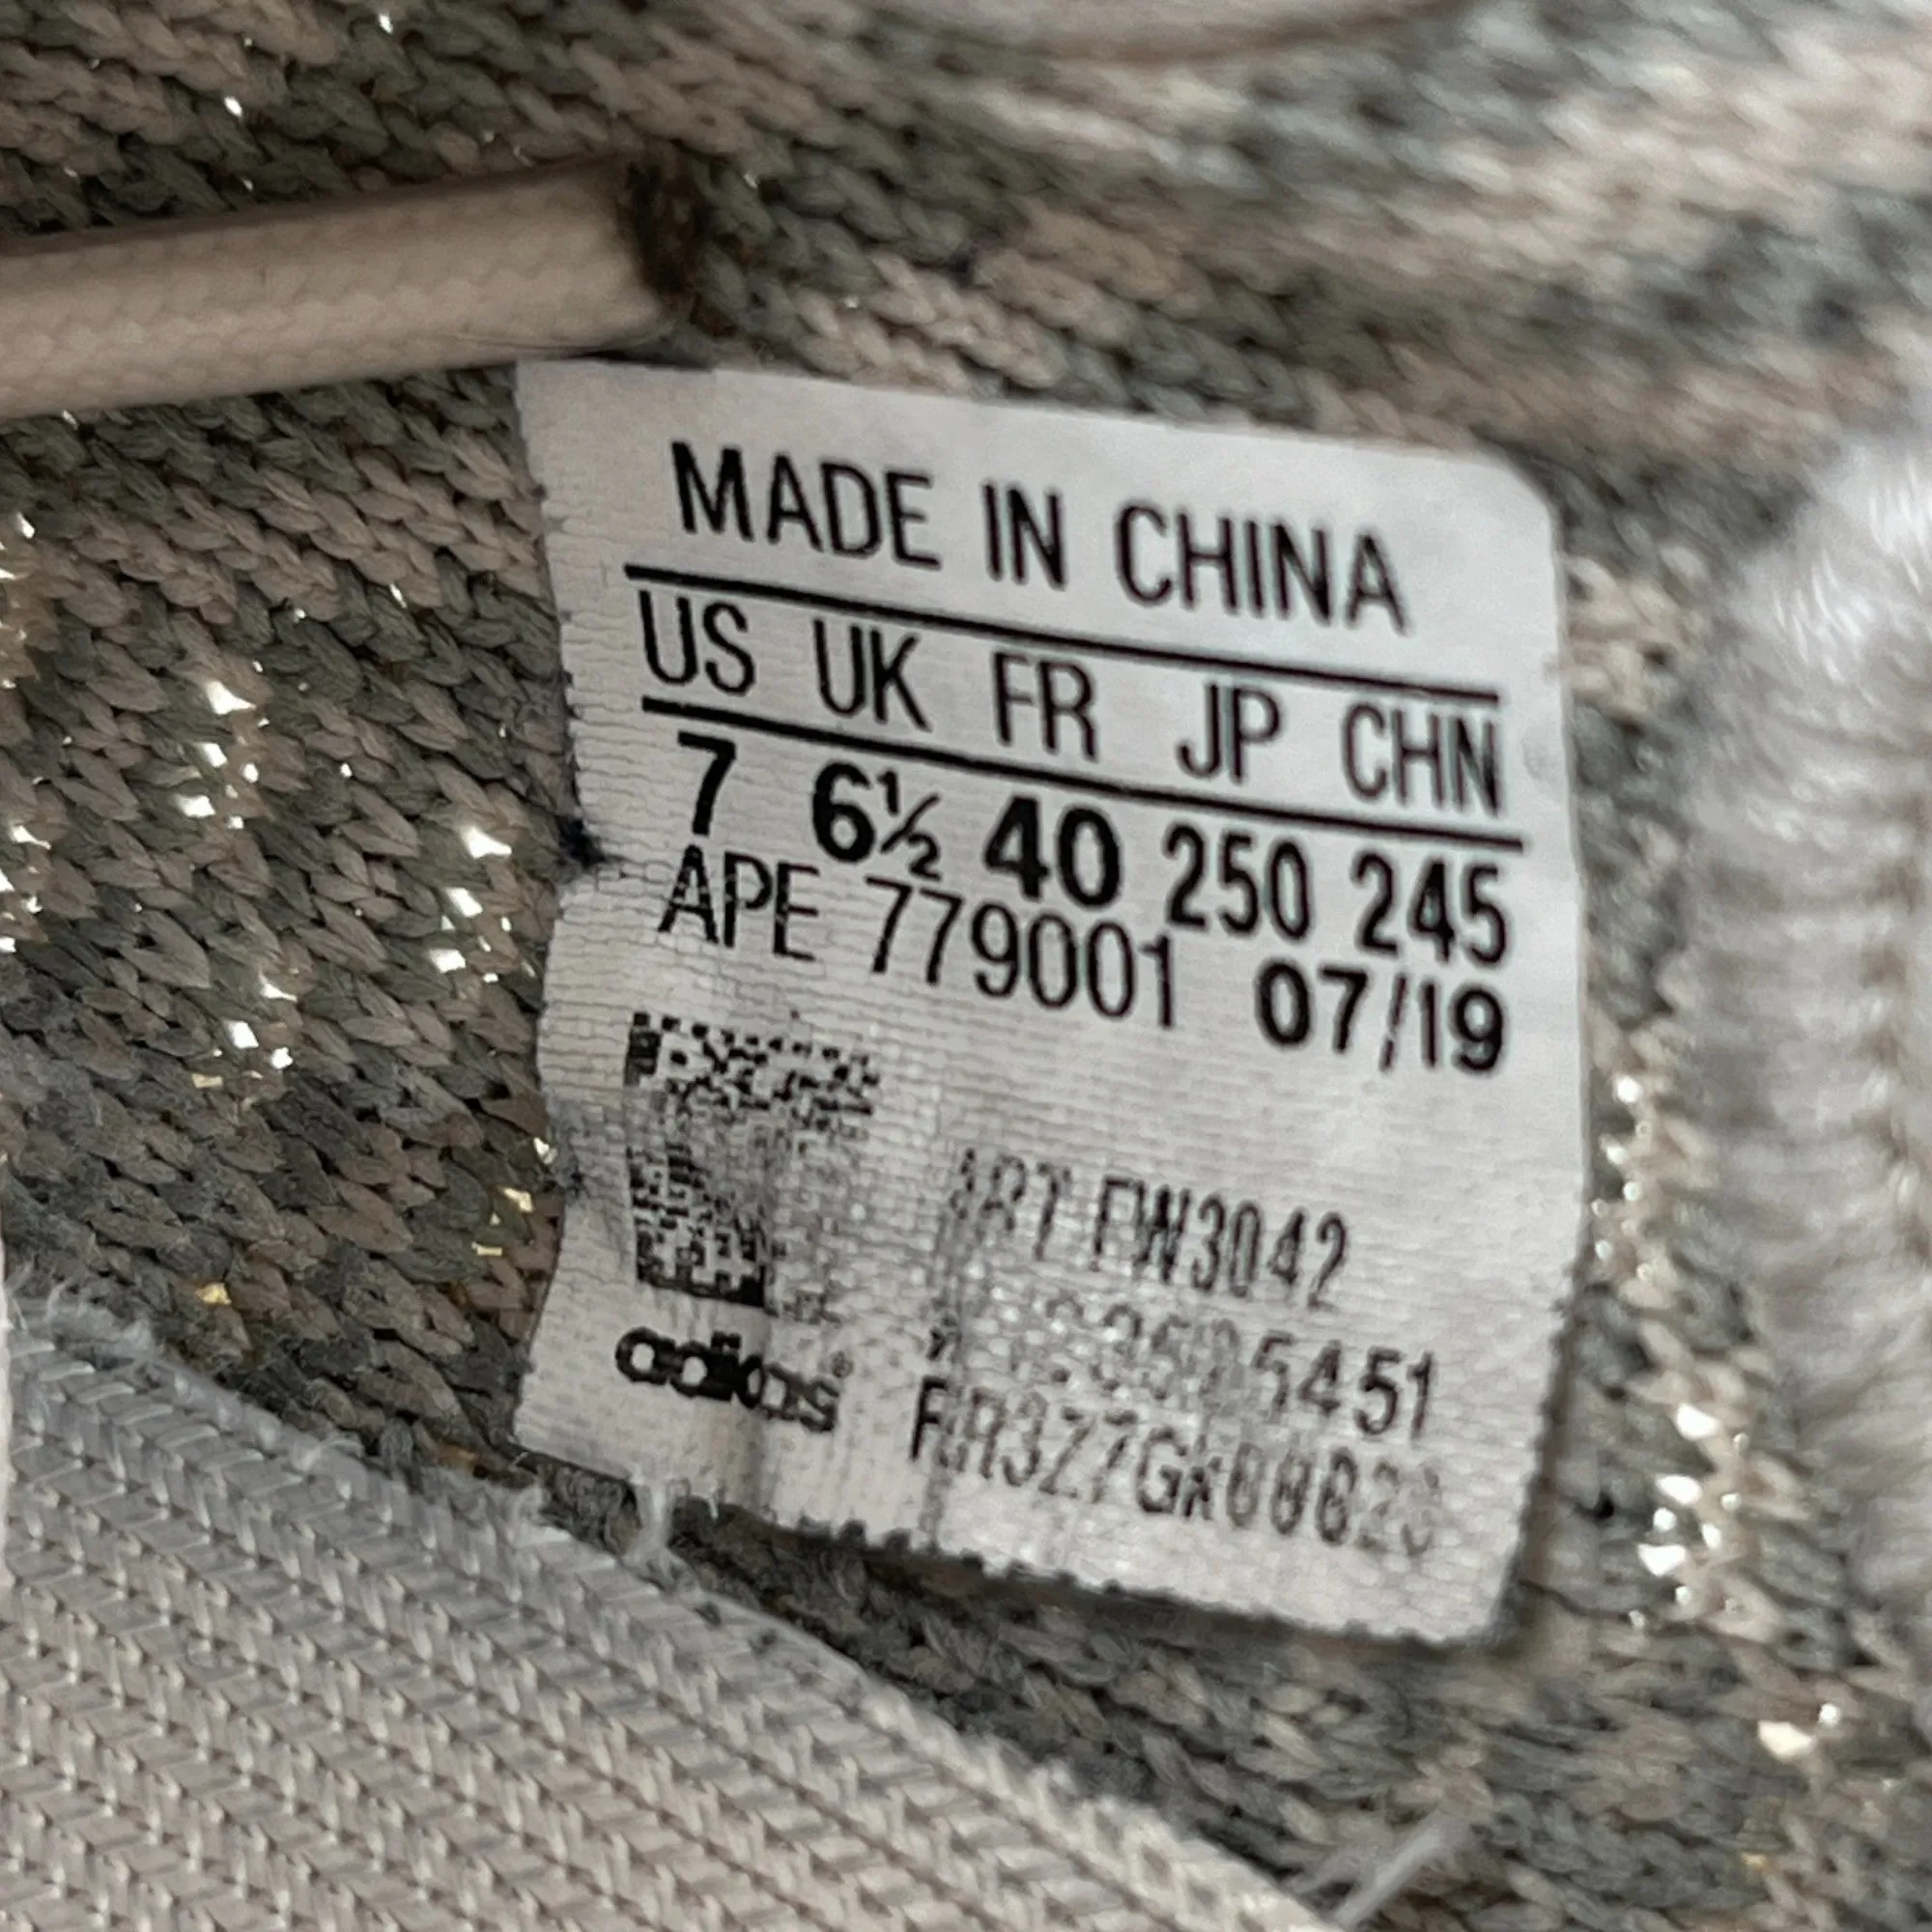 MADE IN CHINA
US UK FR JP CHN
7 6½ 40 250 245
APE 779001 07/19
ART FW3042
adidas